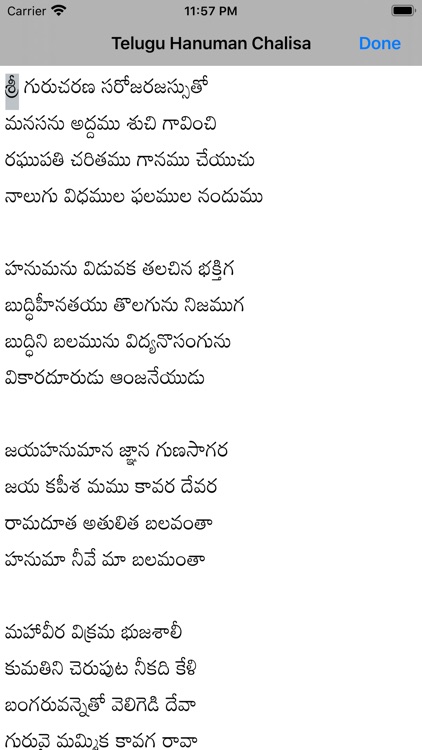 Carrier 11:57 PM
Telugu Hanuman Chalisa Done
శ్రీ గురుచరణ సరోజరజస్సుతో
మనసను అద్దము శుచి గావించి
రఘుపతి చరితము గానము చేయుచు
నాలుగు విధముల ఫలముల నందుము
హనుమను విడువక తలచిన భక్తిగ
బుద్ధిహీనతయు తొలగును నిజముగ
బుద్ధిని బలమును విద్యనొసంగును
వికారదూరుడు ఆంజనేయుడు
జయహనుమాన జ్ఞాన గుణసాగర
జయ కపీశ మము కావర దేవర
రామదూత అతులిత బలవంతా
హనుమా నీవే మా బలమంతా
మహావీర విక్రమ భుజశాలీ
కుమతిని చెరుపుట నీకది కేళి
బంగరువన్నెతో వెలిగెడి దేవా
గురువై మమ్మిక కావగ రావా